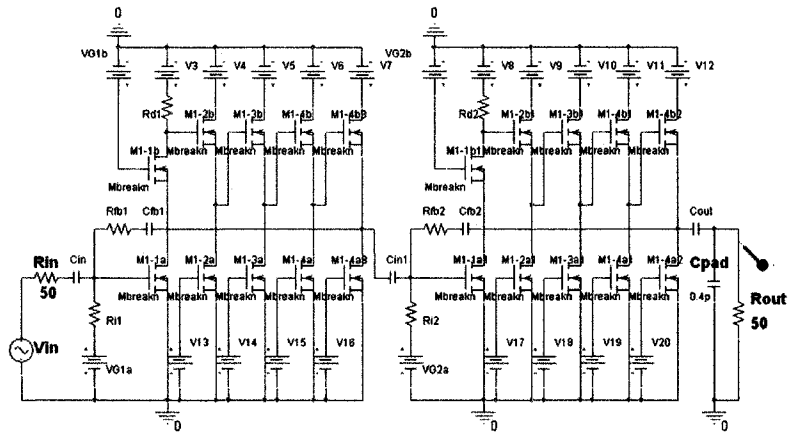 0 0
VG1b V3 V4 V5 V6 V7 VG2b V8 V9 V10 V11 V12
Rd1 M1-2b M1-3b M1-4b M1-4b3 Rd2 M1-2b1 M1-3b1 M1-4b1 M1-4b2
M1-1b Mbreakn Mbreakn Mbreakn Mbreakn M1-1b1 Mbreakn Mbreakn Mbreakn Mbreakn
Mbreakn Mbreakn
Rfb1 Cfb1 Rfb2 Cfb2 Cout
Rin Cin M1-1a M1-2a M1-3a M1-4a M1-4a3 Cin1 M1-1a1 M1-2a1 M1-3a1 M1-4a1 M1-4a2 Cpad
50 Mbreakn Mbreakn Mbreakn Mbreakn Mbreakn Mbreakn Mbreakn Mbreakn Mbreakn Mbreakn 0.4p Rout
Ri1 Ri2 50
Vin V13 V14 V15 V16 V17 V18 V19 V20
VG1a VG2a
0 0 0